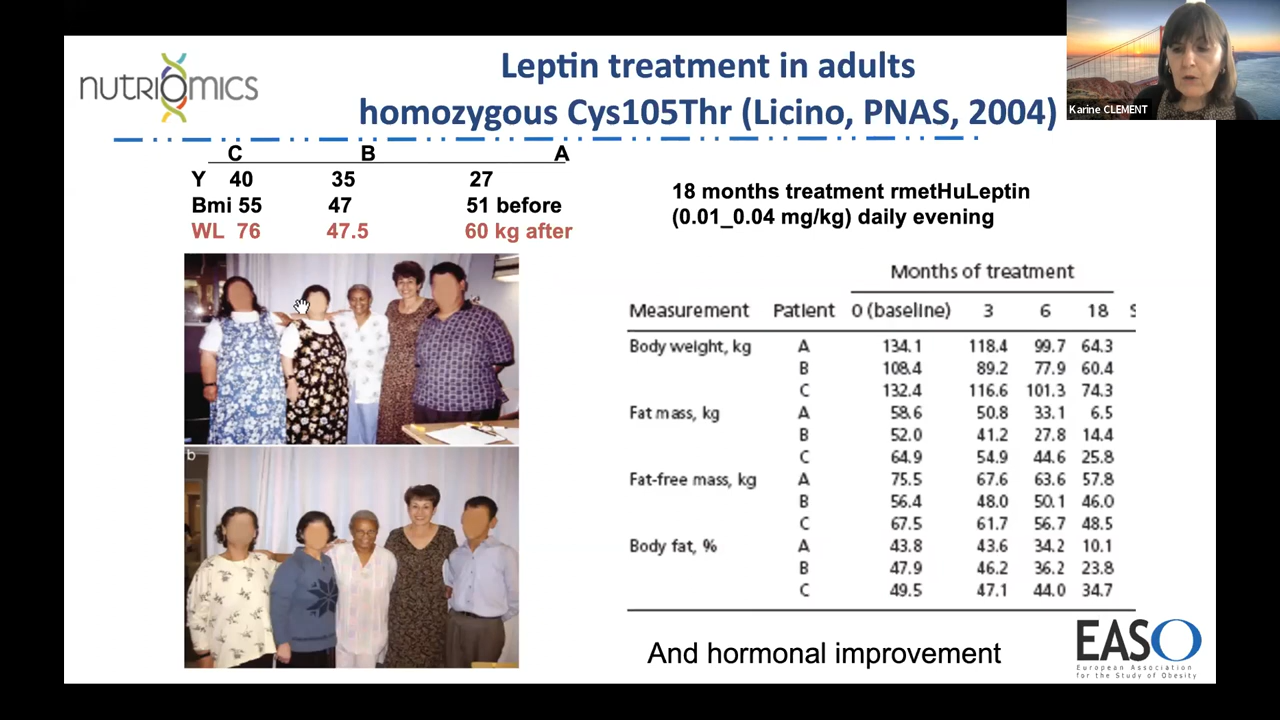 nutriomics
Leptin treatment in adults
homozygous Cys105Thr (Licino, PNAS, 2004)
Karine CLEMENT
C B A
Y 40 35 27
Bmi 55 47 51 before
WL 76 47.5 60 kg after
b
18 months treatment rmetHuLeptin
(0.01_0.04 mg/kg) daily evening
Months of treatment
Measurement Patient 0 (baseline) 3 6 18 S
Body weight, kg A 134.1 118.4 99.7 64.3
B 108.4 89.2 77.9 60.4
C 132.4 116.6 101.3 74.3
Fat mass, kg A 58.6 50.8 33.1 6.5
B 52.0 41.2 27.8 14.4
C 64.9 54.9 44.6 25.8
Fat-free mass, kg A 75.5 67.6 63.6 57.8
B 56.4 48.0 50.1 46.0
C 67.5 61.7 56.7 48.5
Body fat, % A 43.8 43.6 34.2 10.1
B 47.9 46.2 36.2 23.8
C 49.5 47.1 44.0 34.7
And hormonal improvement
EASO
European Association
for the Study of Obesity